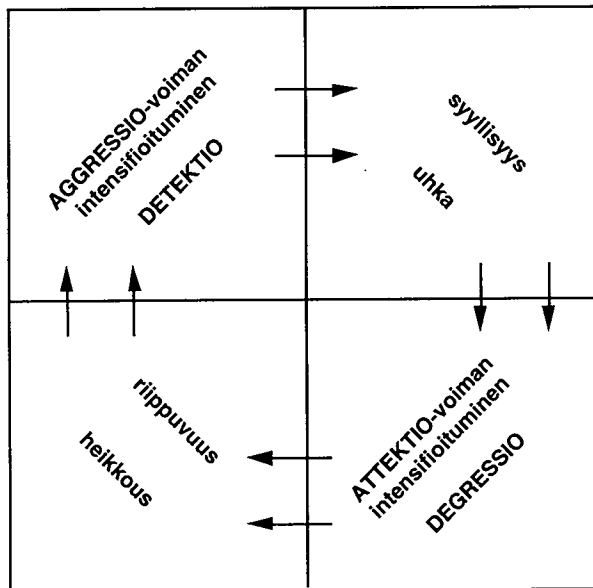 AGGRESSIO-voiman
intensifioituminen
DETEKTIO
syyllisyys
uhka
riippuvuus
heikkous
ATTEKTIO-voiman
intensifioituminen
DEGRESSIO